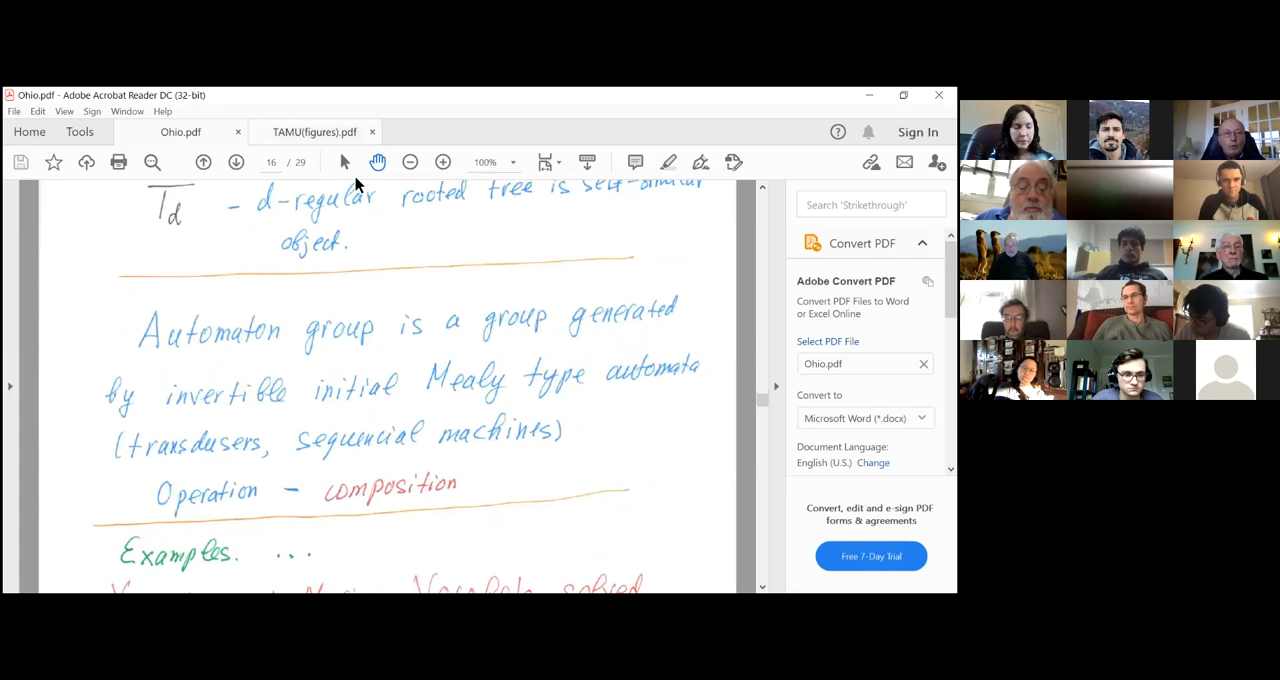 Ohio.pdf - Adobe Acrobat Reader DC (32-bit)
File Edit View Sign Window Help
Home Tools Ohio.pdf × TAMU(figures).pdf × Sign In
16 / 29 100%
T_d - d-regular rooted tree is self-similar
object.
Automaton group is a group generated
by invertible initial Mealy type automata
(transdusers, sequencial machines)
Operation - composition
Examples. ...
solved
Search 'Strikethrough'
Convert PDF
Adobe Convert PDF
Convert PDF Files to Word
or Excel Online
Select PDF File
Ohio.pdf
Convert to
Microsoft Word (*.docx)
Document Language:
English (U.S.) Change
Convert, edit and e-sign PDF
forms & agreements
Free 7-Day Trial